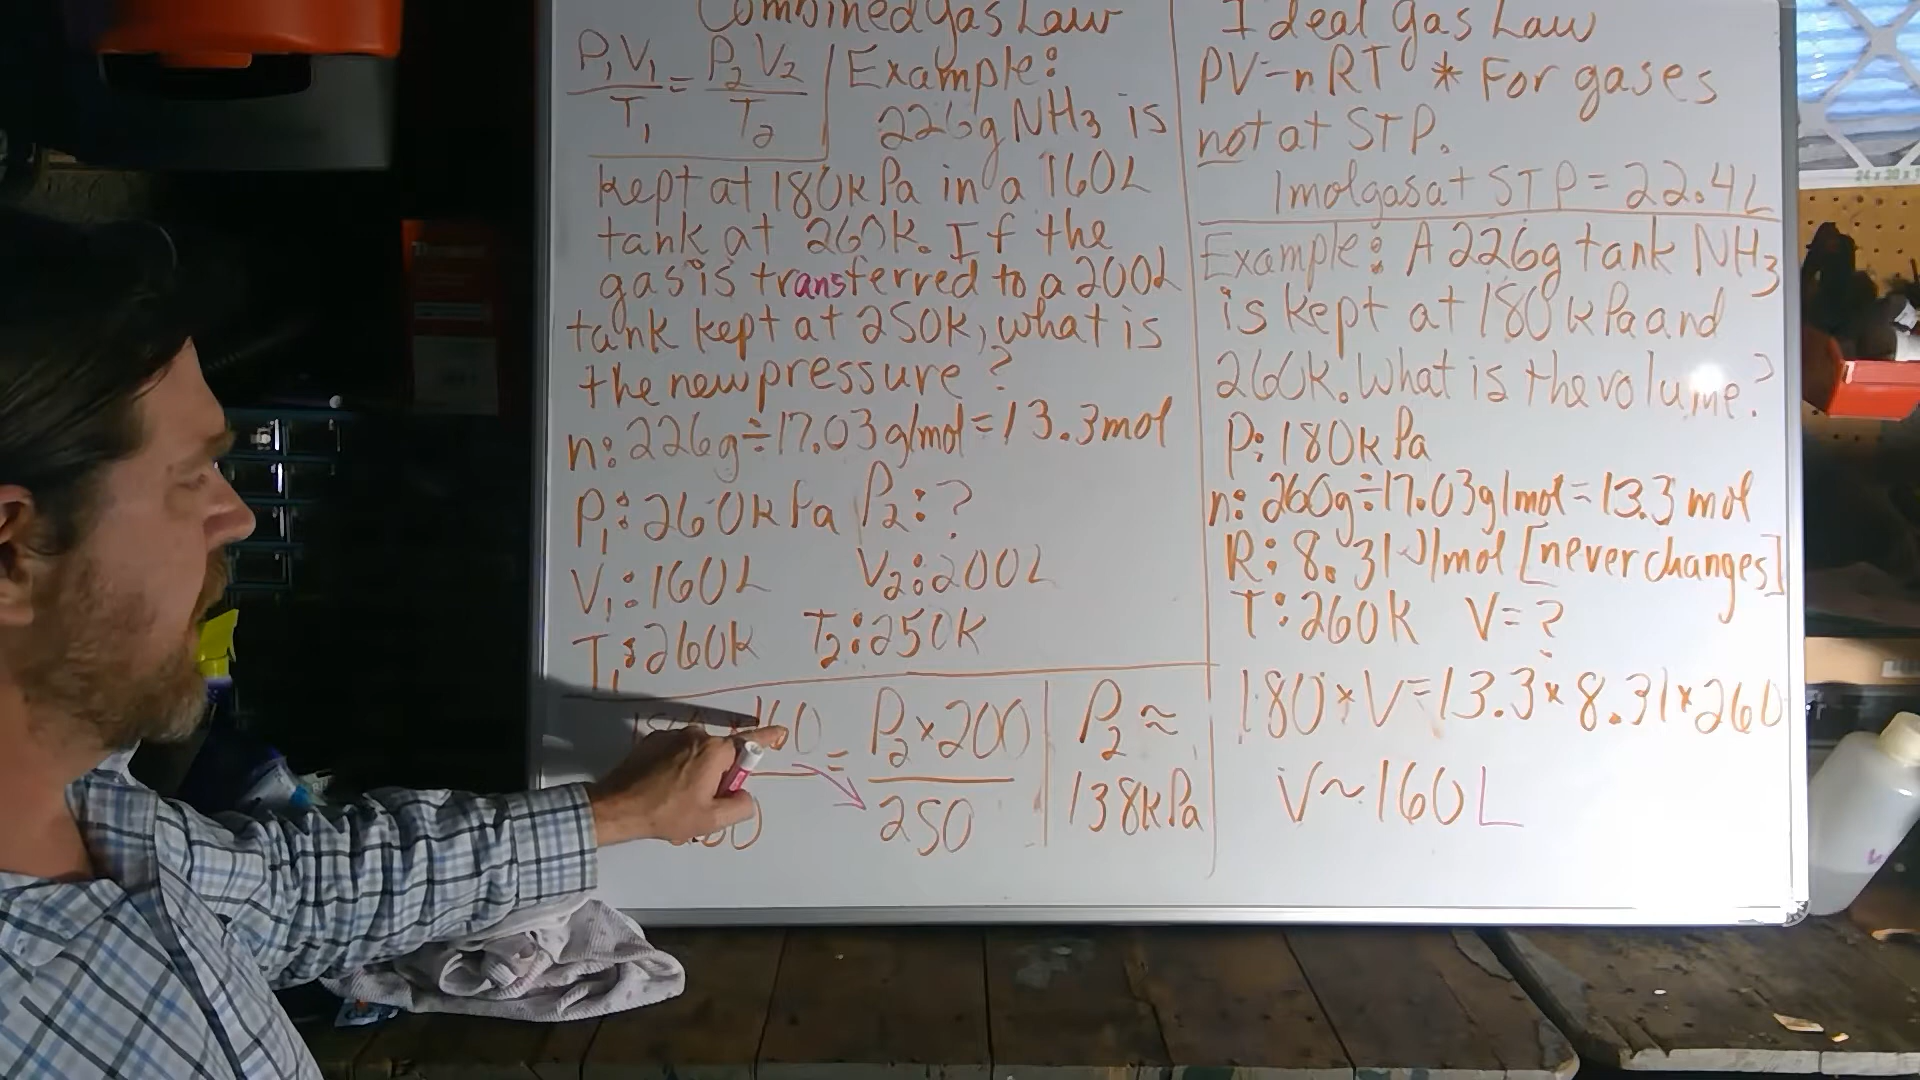 Combined Gas Law
P₁V₁ = P₂V₂
T₁ T₂
Example:
226g NH3 is
kept at 180kPa in a 160L
tank at 260k. If the
gas is transferred to a 200L
tank kept at 250k, what is
the new pressure?
n: 226g÷17.03g/mol=13.3mol
P₁: 260kPa P₂: ?
V₁: 160L V₂: 200L
T₁: 260k T₂: 250k
×160 = P₂×200
250
P₂ ≈
138kPa
Ideal Gas Law
PV=nRT * For gases
not at STP.
1molgas at STP=22.4L
Example: A 226g tank NH3
is kept at 180kPa and
260k. What is the volume?
P: 180kPa
n: 260g÷17.03g/mol=13.3 mol
R: 8.31J/mol [never changes]
T: 260k V=?
180*V=13.3*8.31*260
V~160L